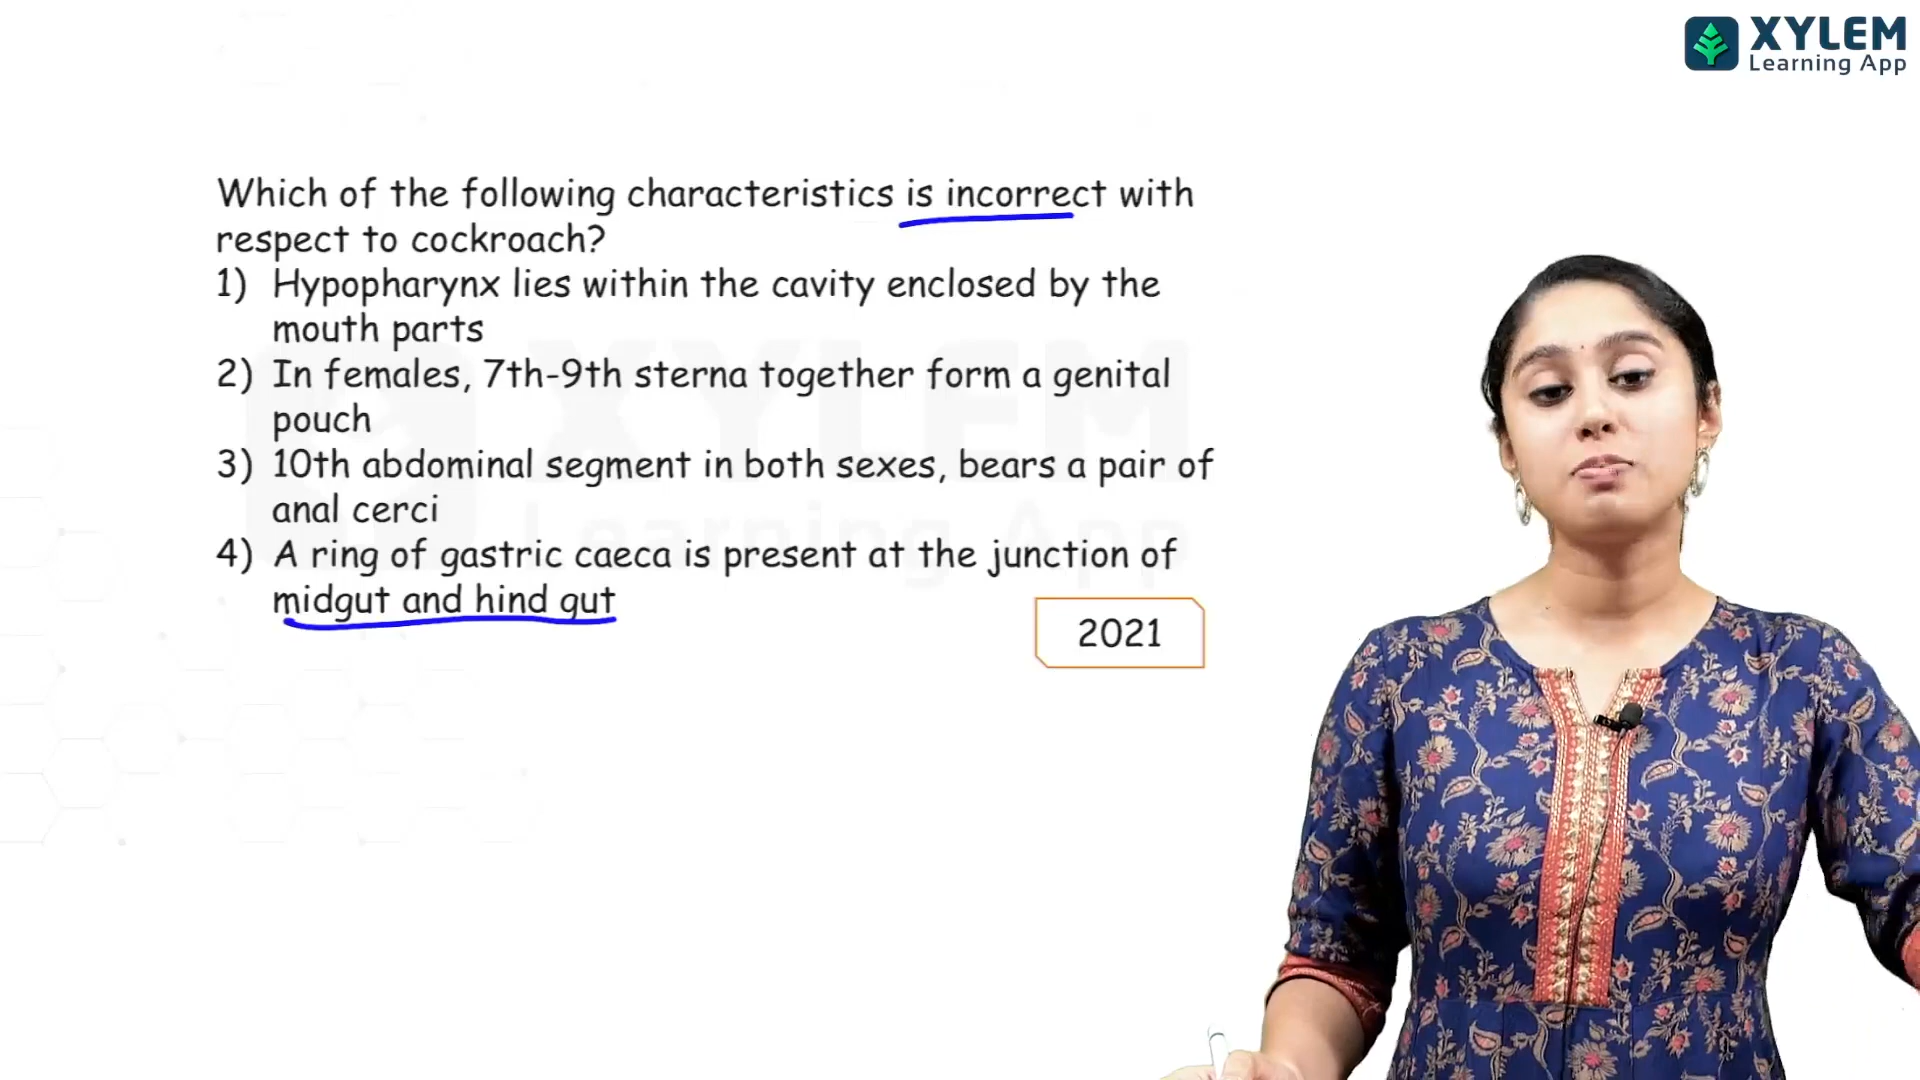 XYLEM
Learning App
Which of the following characteristics is incorrect with
respect to cockroach?
1) Hypopharynx lies within the cavity enclosed by the
mouth parts
2) In females, 7th-9th sterna together form a genital
pouch
3) 10th abdominal segment in both sexes, bears a pair of
anal cerci
4) A ring of gastric caeca is present at the junction of
midgut and hind gut
2021
XYLEM
Learning App